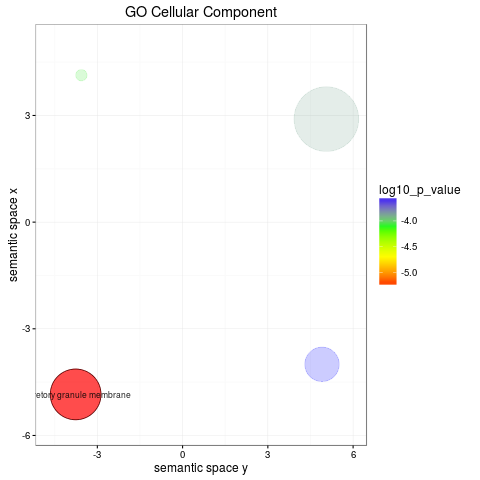 GO Cellular Component
3
0
-3
-6
semantic space x
etory granule membrane
-3
0
3
6
semantic space y
log10_p_value
-4.0
-4.5
-5.0